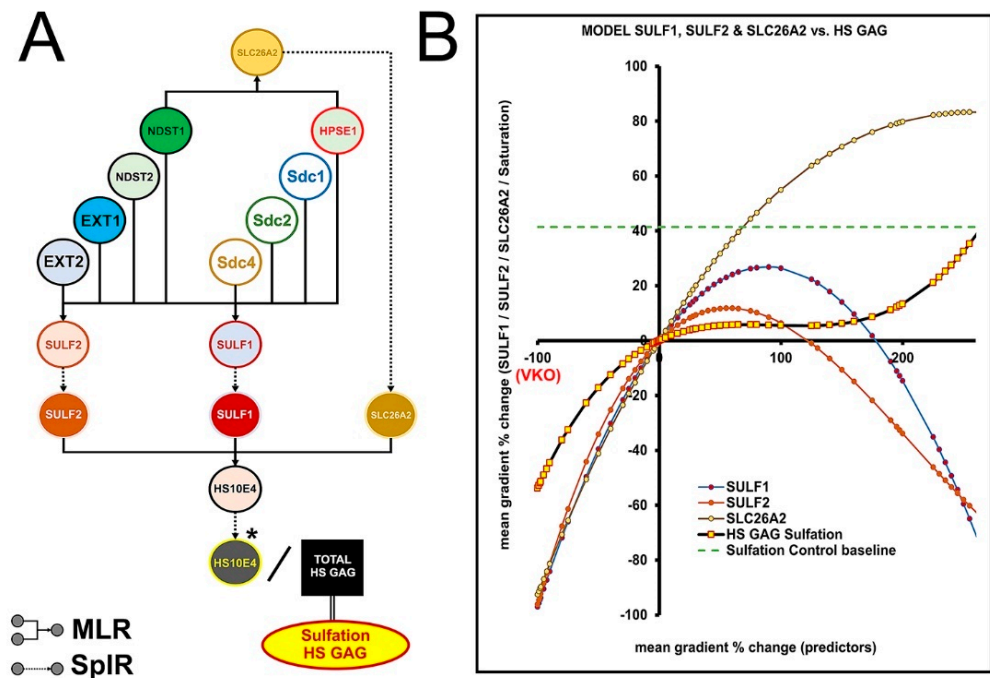 A
SLC26A2
NDST1
HPSE1
NDST2
Sdc1
EXT1
Sdc2
EXT2
Sdc4
SULF2
SULF1
SULF2
SULF1
SLC26A2
HS10E4
*
HS10E4
/
TOTAL
HS GAG
Sulfation
HS GAG
MLR
SpIR
B
MODEL SULF1, SULF2 & SLC26A2 vs. HS GAG
mean gradient % change (SULF1 / SULF2 / SLC26A2 / Saturation)
100
80
60
40
20
0
-20
-40
-60
-80
-100
-100
0
100
200
(VKO)
SULF1
SULF2
SLC26A2
HS GAG Sulfation
Sulfation Control baseline
mean gradient % change (predictors)